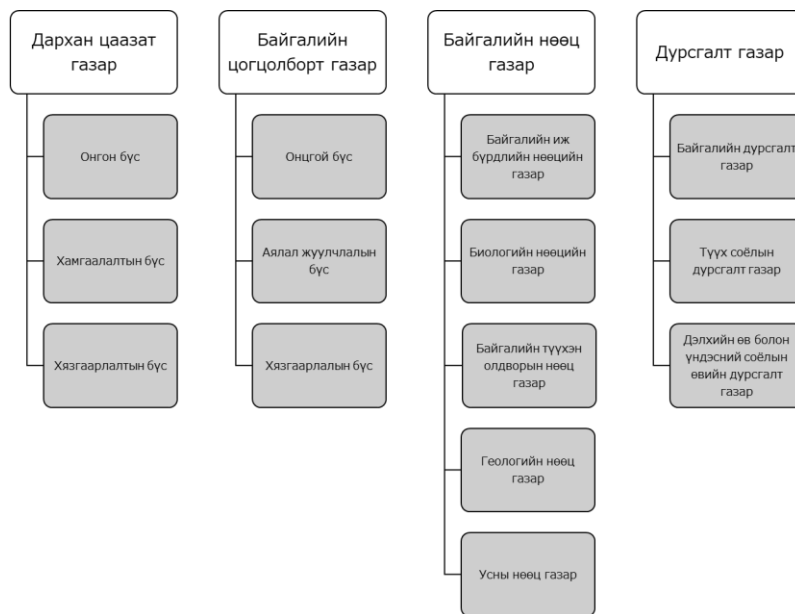 Дархан цаазат
газар
Онгон бүс
Хамгаалалтын бүс
Хязгаарлалтын бүс
Байгалийн
цогцолборт газар
Онцгой бүс
Аялал жуулчлалын
бүс
Хязгаарлалын бүс
Байгалийн нөөц
газар
Байгалийн иж
бүрдлийн нөөцийн
газар
Биологийн нөөцийн
газар
Байгалийн түүхэн
олдворын нөөц
газар
Геологийн нөөц
газар
Усны нөөц газар
Дурсгалт газар
Байгалийн дурсгалт
газар
Түүх соёлын
дурсгалт газар
Дэлхийн өв болон
үндэсний соёлын
өвийн дурсгалт
газар